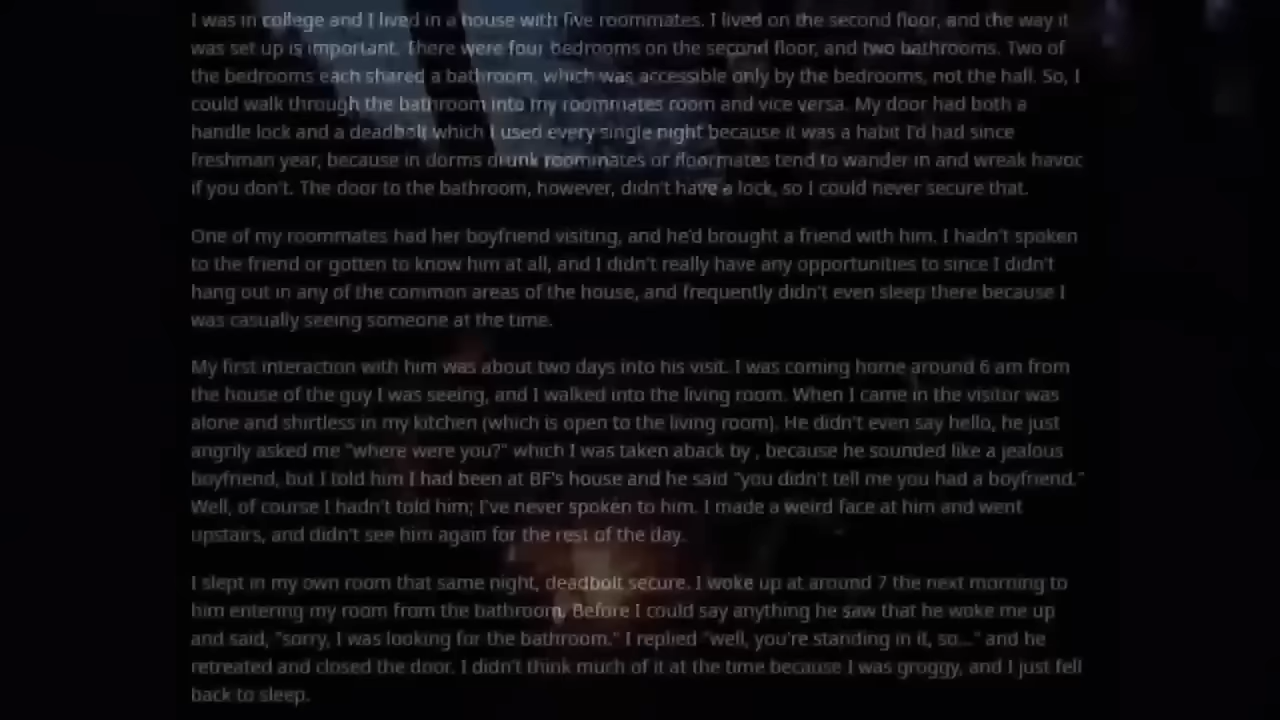 I was in college and I lived in a house with five roommates. I lived on the second floor, and the way it
was set up is important. There were four bedrooms on the second floor, and two bathrooms. Two of
the bedrooms each shared a bathroom, which was accessible only by the bedrooms, not the hall. So, I
could walk through the bathroom into my roommates room and vice versa. My door had both a
handle lock and a deadbolt which I used every single night because it was a habit I'd had since
freshman year, because in dorms drunk roommates or floormates tend to wander in and wreak havoc
if you don't. The door to the bathroom, however, didn't have a lock, so I could never secure that.
One of my roommates had her boyfriend visiting, and he'd brought a friend with him. I hadn't spoken
to the friend or gotten to know him at all, and I didn't really have any opportunities to since I didn't
hang out in any of the common areas of the house, and frequently didn't even sleep there because I
was casually seeing someone at the time.
My first interaction with him was about two days into his visit. I was coming home around 6 am from
the house of the guy I was seeing, and I walked into the living room. When I came in the visitor was
alone and shirtless in my kitchen (which is open to the living room). He didn't even say hello, he just
angrily asked me "where were you?" which I was taken aback by , because he sounded like a jealous
boyfriend, but I told him I had been at BF's house and he said "you didn't tell me you had a boyfriend."
Well, of course I hadn't told him; I've never spoken to him. I made a weird face at him and went
upstairs, and didn't see him again for the rest of the day.
I slept in my own room that same night, deadbolt secure. I woke up at around 7 the next morning to
him entering my room from the bathroom. Before I could say anything he saw that he woke me up
and said, "sorry, I was looking for the bathroom." I replied "well, you're standing in it, so..." and he
retreated and closed the door. I didn't think much of it at the time because I was groggy, and I just fell
back to sleep.